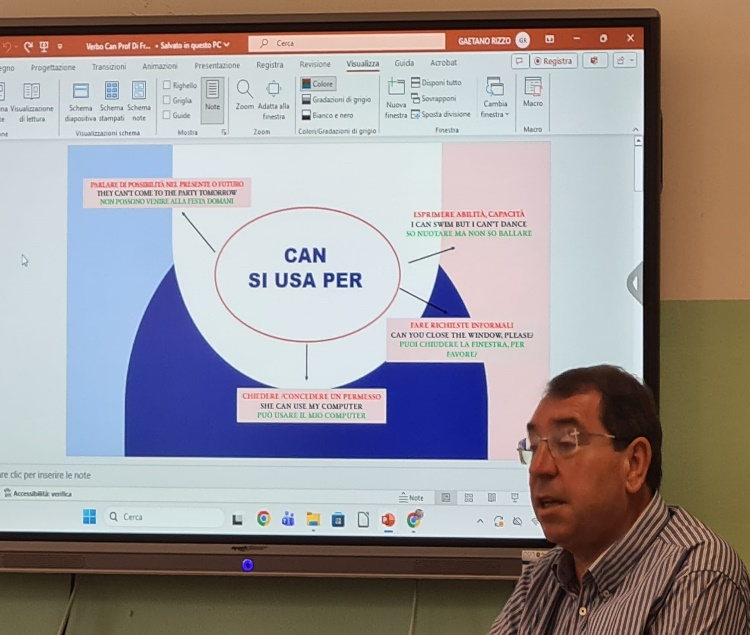 Verbo Can Prof Di Fr... • Salvato in questo PC
Cerca
GAETANO RIZZO
GR
egno Progettazione Transizioni Animazioni Presentazione Registra Revisione Visualizza Guida Acrobat
Registra
Visualizzazione di lettura
Schema diapositiva
Schema stampati
Schema note
Visualizzazioni schema
Righello
Griglia
Guide
Mostra
Note
Zoom
Adatta alla finestra
Zoom
Colore
Gradazioni di grigio
Bianco e nero
Colori/Gradazioni di grigio
Nuova finestra
Disponi tutto
Sovrapponi
Sposta divisione
Cambia finestra
Finestra
Macro
Macro
PARLARE DI POSSIBILITÀ NEL PRESENTE O FUTURO
THEY CAN'T COME TO THE PARTY TOMORROW
NON POSSONO VENIRE ALLA FESTA DOMANI
ESPRIMERE ABILITÀ, CAPACITÀ
I CAN SWIM BUT I CAN'T DANCE
SO NUOTARE MA NON SO BALLARE
CAN
SI USA PER
FARE RICHIESTE INFORMALI
CAN YOU CLOSE THE WINDOW, PLEASE?
PUOI CHIUDERE LA FINESTRA, PER
FAVORE?
CHIEDERE /CONCEDERE UN PERMESSO
SHE CAN USE MY COMPUTER
PUÒ USARE IL MIO COMPUTER
re clic per inserire le note
Accessibilità: verifica
Note
Cerca